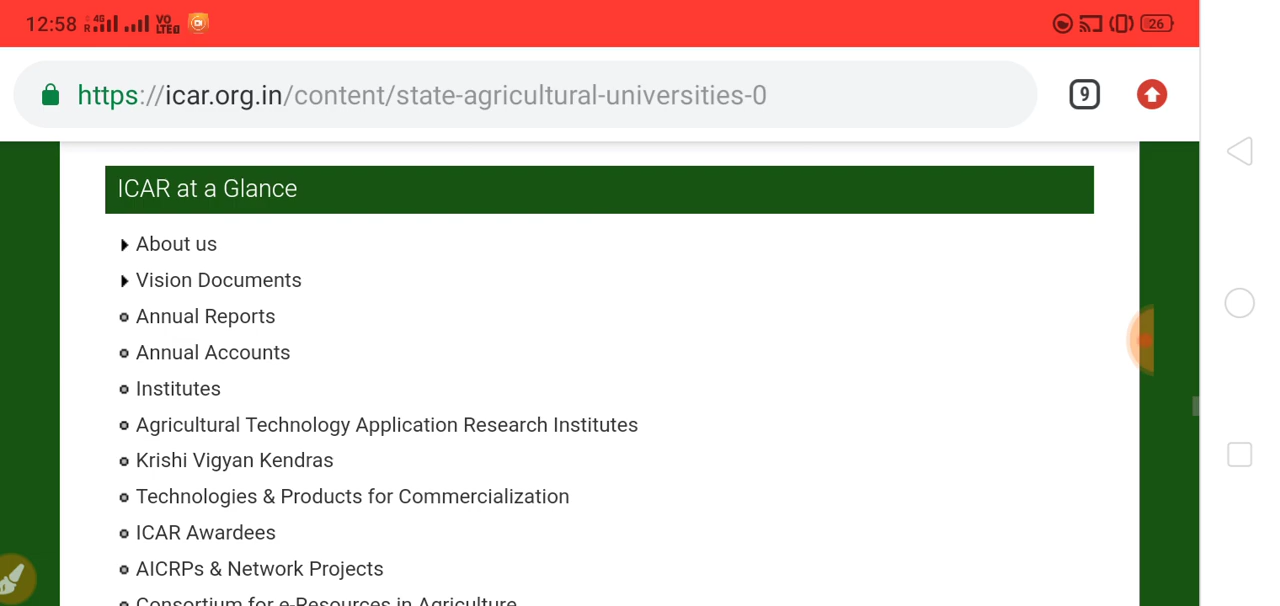 12:58 R 4G VO LTE 26
https://icar.org.in/content/state-agricultural-universities-0 9
ICAR at a Glance
About us
Vision Documents
Annual Reports
Annual Accounts
Institutes
Agricultural Technology Application Research Institutes
Krishi Vigyan Kendras
Technologies & Products for Commercialization
ICAR Awardees
AICRPs & Network Projects
Consortium for e-Resources in Agriculture